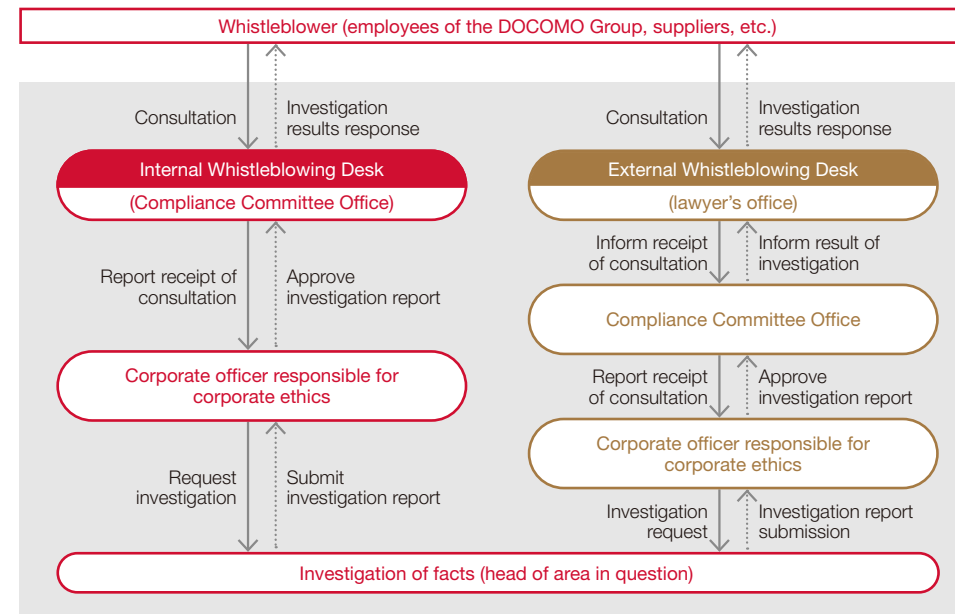 Whistleblower (employees of the DOCOMO Group, suppliers, etc.)
Consultation
Investigation
results response
Consultation
Investigation
results response
Internal Whistleblowing Desk
(Compliance Committee Office)
External Whistleblowing Desk
(lawyer's office)
Report receipt of
consultation
Approve
investigation report
Inform receipt
of consultation
Inform result of
investigation
Compliance Committee Office
Corporate officer responsible for
corporate ethics
Report receipt
of consultation
Approve
investigation report
Corporate officer responsible for
corporate ethics
Request
investigation
Submit
investigation report
Investigation
request
Investigation report
submission
Investigation of facts (head of area in question)